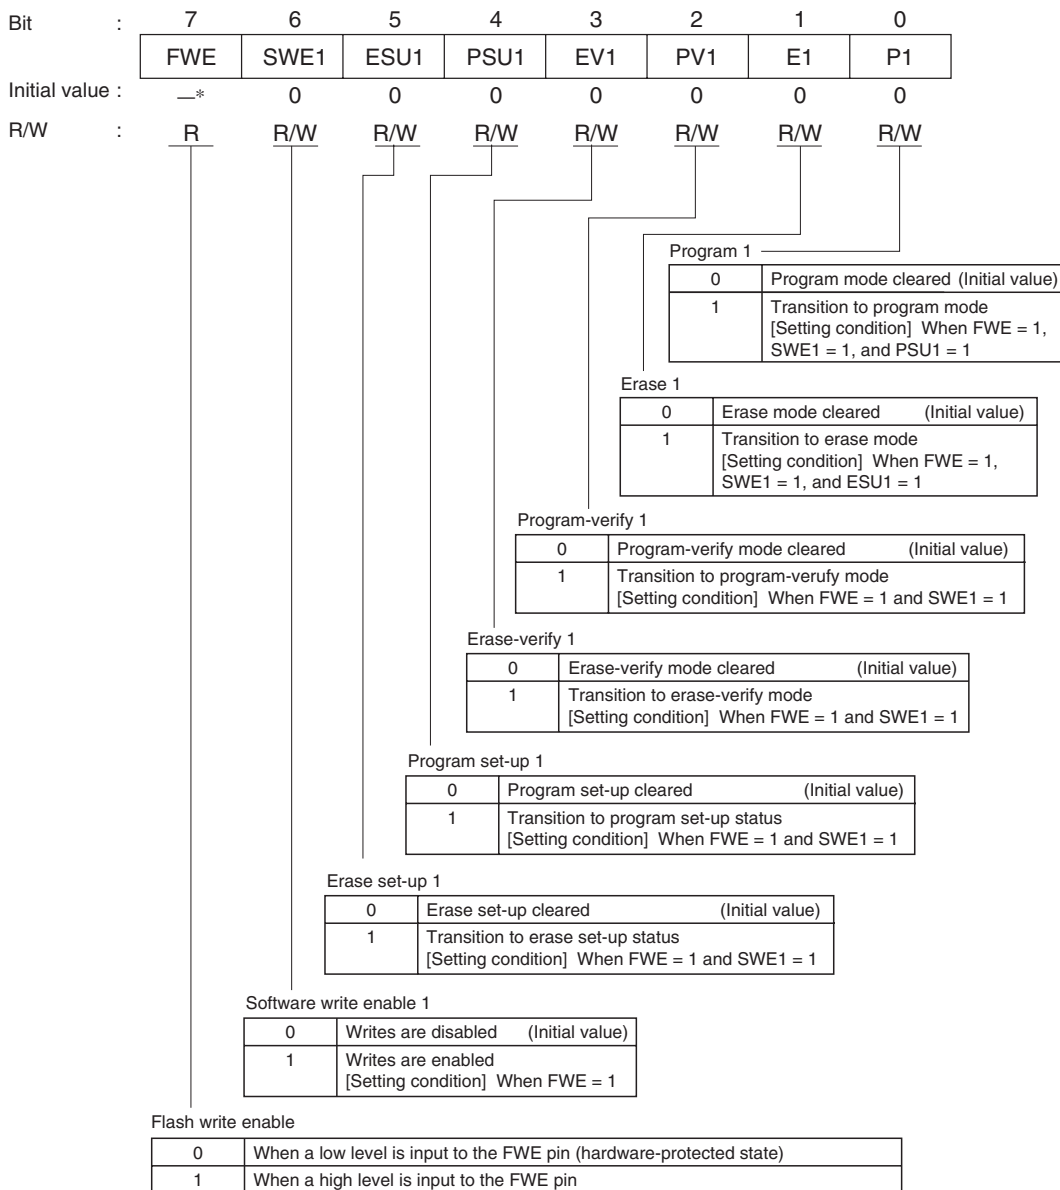 Bit : 7 6 5 4 3 2 1 0
FWE SWE1 ESU1 PSU1 EV1 PV1 E1 P1
Initial value : —* 0 0 0 0 0 0 0
R/W : R R/W R/W R/W R/W R/W R/W R/W
Program 1
0 Program mode cleared (Initial value)
1 Transition to program mode
[Setting condition] When FWE = 1,
SWE1 = 1, and PSU1 = 1
Erase 1
0 Erase mode cleared (Initial value)
1 Transition to erase mode
[Setting condition] When FWE = 1,
SWE1 = 1, and ESU1 = 1
Program-verify 1
0 Program-verify mode cleared (Initial value)
1 Transition to program-verufy mode
[Setting condition] When FWE = 1 and SWE1 = 1
Erase-verify 1
0 Erase-verify mode cleared (Initial value)
1 Transition to erase-verify mode
[Setting condition] When FWE = 1 and SWE1 = 1
Program set-up 1
0 Program set-up cleared (Initial value)
1 Transition to program set-up status
[Setting condition] When FWE = 1 and SWE1 = 1
Erase set-up 1
0 Erase set-up cleared (Initial value)
1 Transition to erase set-up status
[Setting condition] When FWE = 1 and SWE1 = 1
Software write enable 1
0 Writes are disabled (Initial value)
1 Writes are enabled
[Setting condition] When FWE = 1
Flash write enable
0 When a low level is input to the FWE pin (hardware-protected state)
1 When a high level is input to the FWE pin